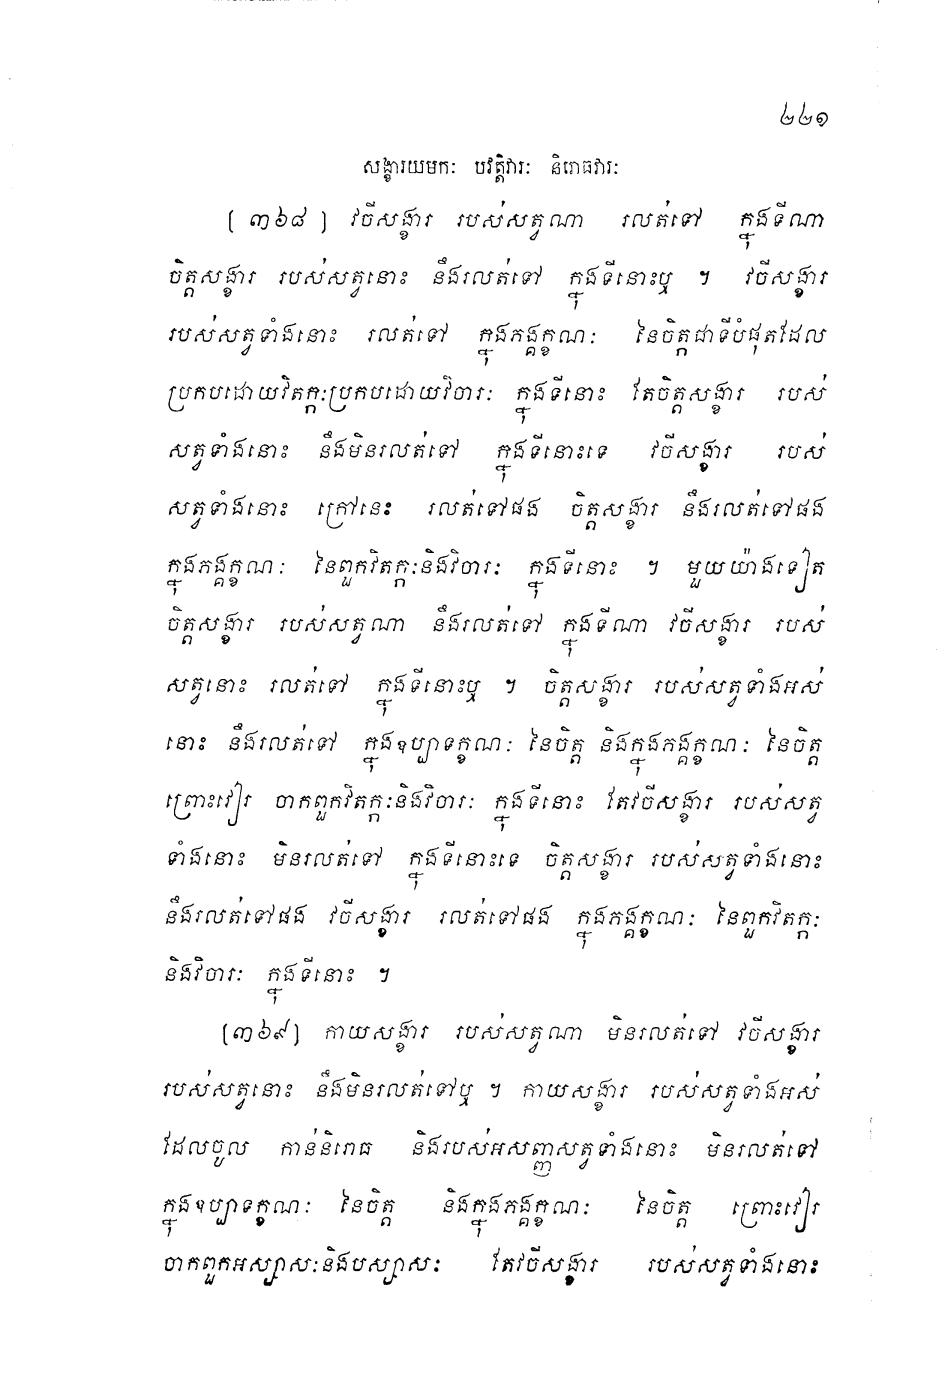 ២២១
សង្ខារយមកៈ បវត្តិវារៈ និរោធវារៈ
(៣៦៨) វចីសង្ខារ របស់សត្វណា រលត់ទៅ ក្នុងទីណា
ចិត្តសង្ខារ របស់សត្វនោះ នឹងរលត់ទៅ ក្នុងទីនោះឬ ។ វចីសង្ខារ
របស់សត្វទាំងនោះ រលត់ទៅ ក្នុងភង្គក្ខណៈ នៃចិត្តជាទីបំផុតដែល
ប្រកបដោយវិតក្កៈប្រកបដោយវិចារៈ ក្នុងទីនោះ តែចិត្តសង្ខារ របស់
សត្វទាំងនោះ នឹងមិនរលត់ទៅ ក្នុងទីនោះទេ វចីសង្ខារ របស់
សត្វទាំងនោះ ក្រៅនេះ រលត់ទៅផង ចិត្តសង្ខារ នឹងរលត់ទៅផង
ក្នុងភង្គក្ខណៈ នៃពួកវិតក្កៈនិងវិចារៈ ក្នុងទីនោះ ។ មួយយ៉ាងទៀត
ចិត្តសង្ខារ របស់សត្វណា នឹងរលត់ទៅ ក្នុងទីណា វចីសង្ខារ របស់
សត្វនោះ រលត់ទៅ ក្នុងទីនោះឬ ។ ចិត្តសង្ខារ របស់សត្វទាំងអស់
នោះ នឹងរលត់ទៅ ក្នុងឧប្បាទក្ខណៈ នៃចិត្ត និងក្នុងភង្គក្ខណៈ នៃចិត្ត
ព្រោះវៀរ ចាកពួកវិតក្កៈនិងវិចារៈ ក្នុងទីនោះ តែវចីសង្ខារ របស់សត្វ
ទាំងនោះ មិនរលត់ទៅ ក្នុងទីនោះទេ ចិត្តសង្ខារ របស់សត្វទាំងនោះ
នឹងរលត់ទៅផង វចីសង្ខារ រលត់ទៅផង ក្នុងភង្គក្ខណៈ នៃពួកវិតក្កៈ
និងវិចារៈ ក្នុងទីនោះ ។
(៣៦៩) កាយសង្ខារ របស់សត្វណា មិនរលត់ទៅ វចីសង្ខារ
របស់សត្វនោះ នឹងមិនរលត់ទៅឬ ។ កាយសង្ខារ របស់សត្វទាំងអស់
ដែលចូល កាន់និរោធ និងរបស់អសញ្ញសត្វទាំងនោះ មិនរលត់ទៅ
ក្នុងឧប្បាទក្ខណៈ នៃចិត្ត និងក្នុងភង្គក្ខណៈ នៃចិត្ត ព្រោះវៀរ
ចាកពួកអស្សាសៈនិងបស្សាសៈ តែវចីសង្ខារ របស់សត្វទាំងនោះ